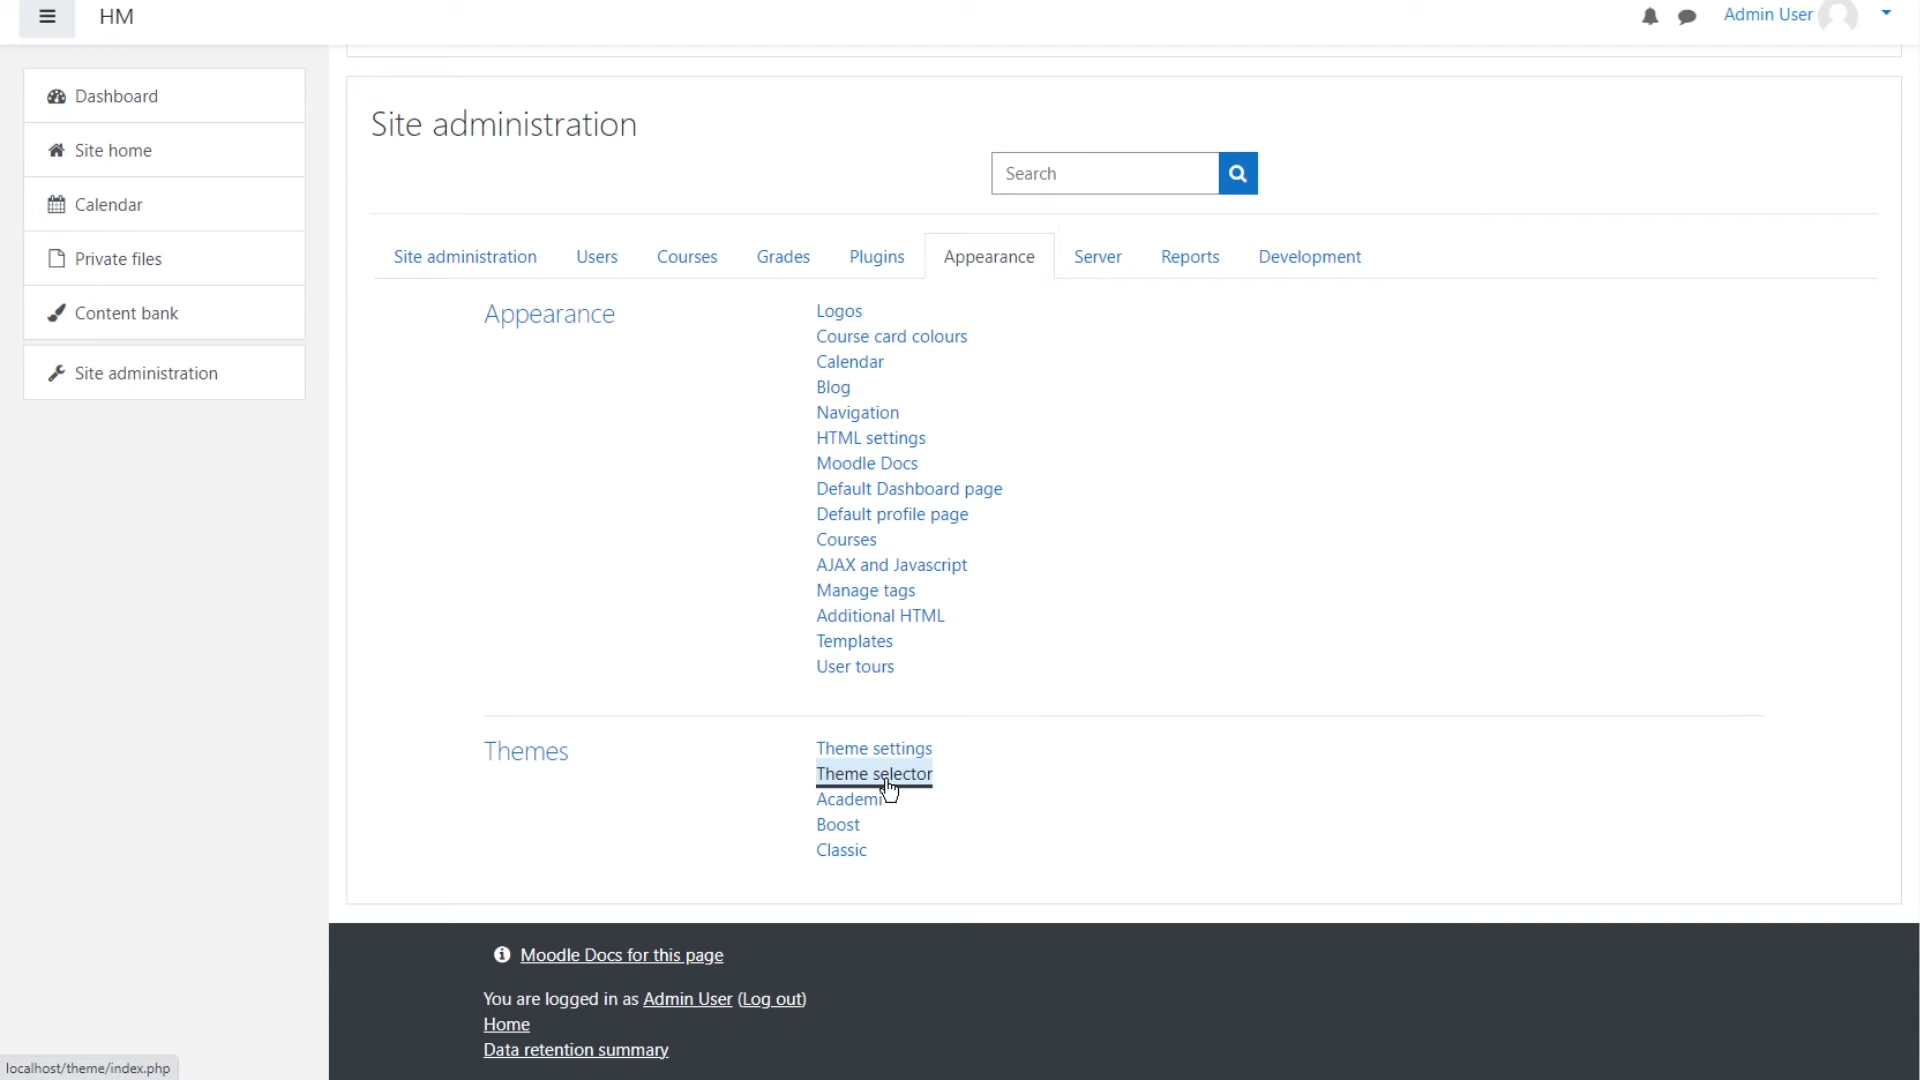 HM
Admin User
Dashboard
Site home
Calendar
Private files
Content bank
Site administration
Site administration
Search
Site administration
Users
Courses
Grades
Plugins
Appearance
Server
Reports
Development
Appearance
Logos
Course card colours
Calendar
Blog
Navigation
HTML settings
Moodle Docs
Default Dashboard page
Default profile page
Courses
AJAX and Javascript
Manage tags
Additional HTML
Templates
User tours
Themes
Theme settings
Theme selector
Academi
Boost
Classic
Moodle Docs for this page
You are logged in as Admin User (Log out)
Home
Data retention summary
localhost/theme/index.php